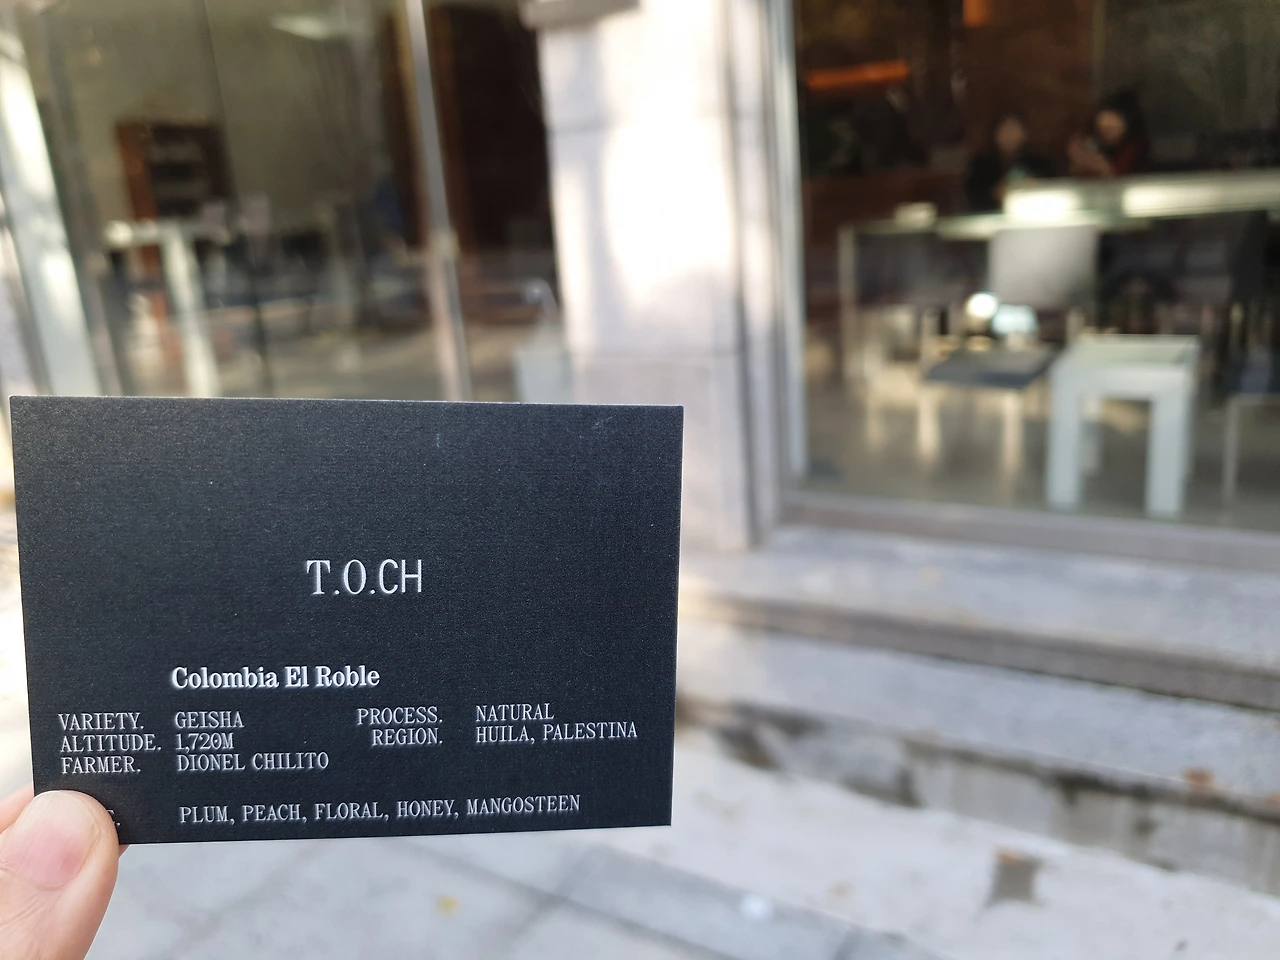 T.O.CH
Colombia El Roble
VARIETY. GEISHA PROCESS. NATURAL
ALTITUDE. 1,720M REGION. HUILA, PALESTINA
FARMER. DIONEL CHILITO
PLUM, PEACH, FLORAL, HONEY, MANGOSTEEN